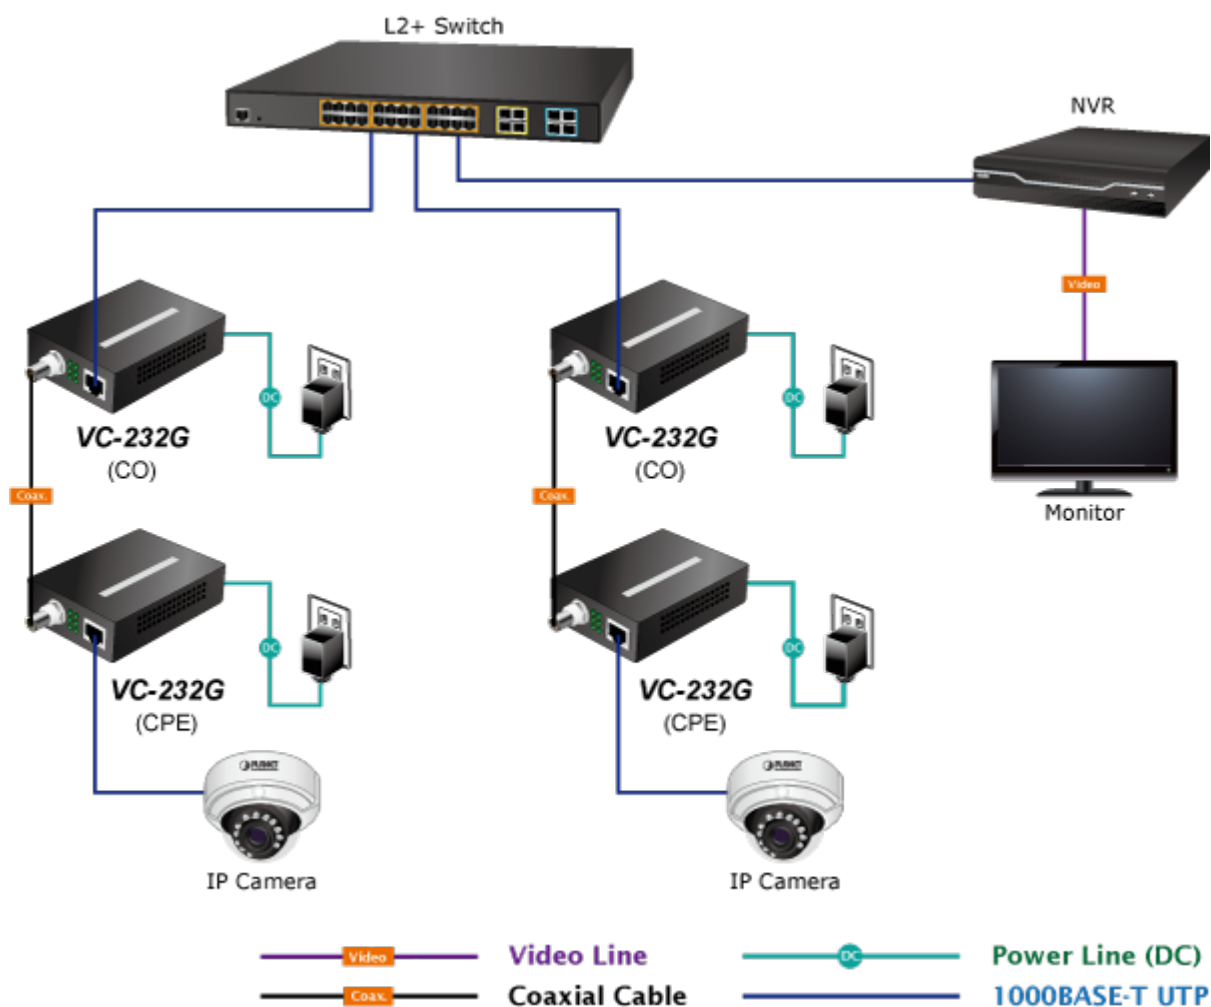 L2+ Switch
NVR
Video
VC-232G
(CO)
DC
VC-232G
(CO)
DC
Monitor
Coax.
Coax.
VC-232G
(CPE)
DC
VC-232G
(CPE)
DC
PLANET
IP Camera
PLANET
IP Camera
Video
Video Line
DC
Power Line (DC)
Coax.
Coaxial Cable
1000BASE-T UTP